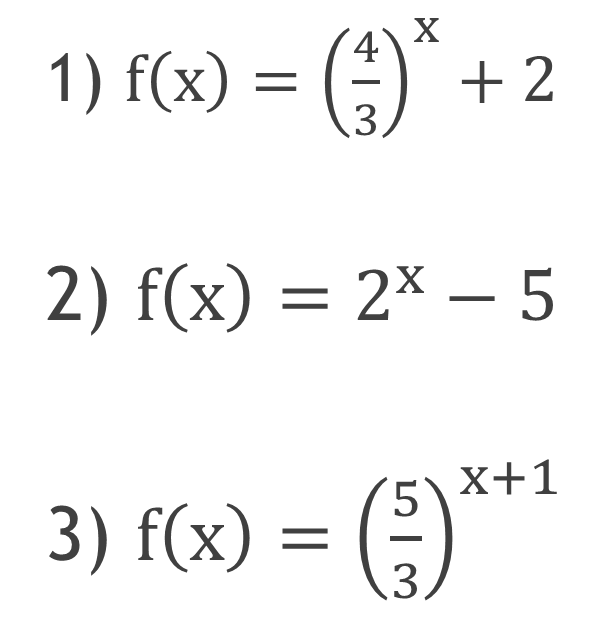 1) f(x) = (4/3)^x + 2
2) f(x) = 2^x − 5
3) f(x) = (5/3)^(x+1)